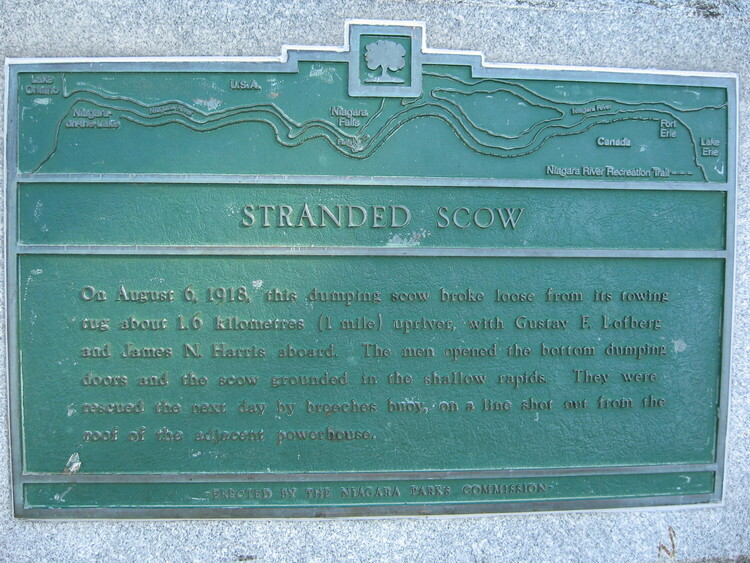 Lake Ontario
U.S.A.
Niagara-on-the-Lake
Niagara River
Niagara Falls
Niagara River
Canada
Fort Erie
Lake Erie
Niagara River Recreation Trail
STRANDED SCOW
On August 6, 1918, this dumping scow broke loose from its towing
tug about 1.6 kilometres (1 mile) upriver, with Gustav F. Lofberg
and James N. Harris aboard. The men opened the bottom dumping
doors and the scow grounded in the shallow rapids. They were
rescued the next day by breeches buoy, on a line shot out from the
roof of the adjacent powerhouse.
ERECTED BY THE NIAGARA PARKS COMMISSION